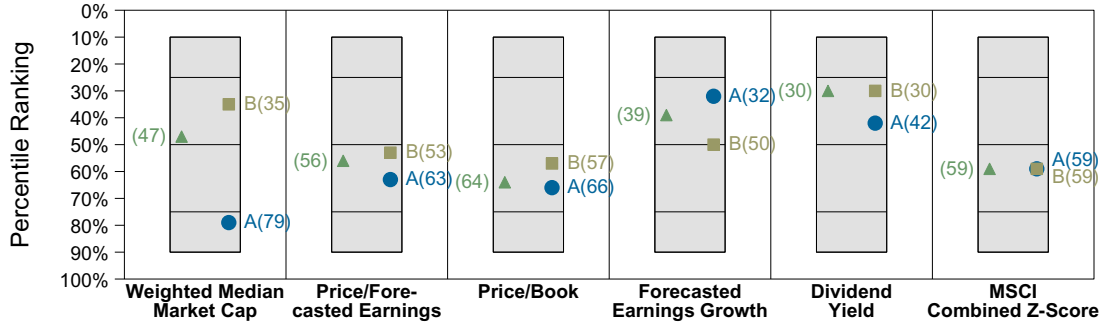 Percentile Ranking
0%
10%
20%
30%
40%
50%
60%
70%
80%
90%
100%
(47)
B(35)
A(79)
(56)
B(53)
A(63)
(64)
B(57)
A(66)
(39)
A(32)
B(50)
(30)
B(30)
A(42)
(59)
A(59)
B(59)
Weighted Median
Market Cap
Price/Fore-
casted Earnings
Price/Book
Forecasted
Earnings Growth
Dividend
Yield
MSCI
Combined Z-Score